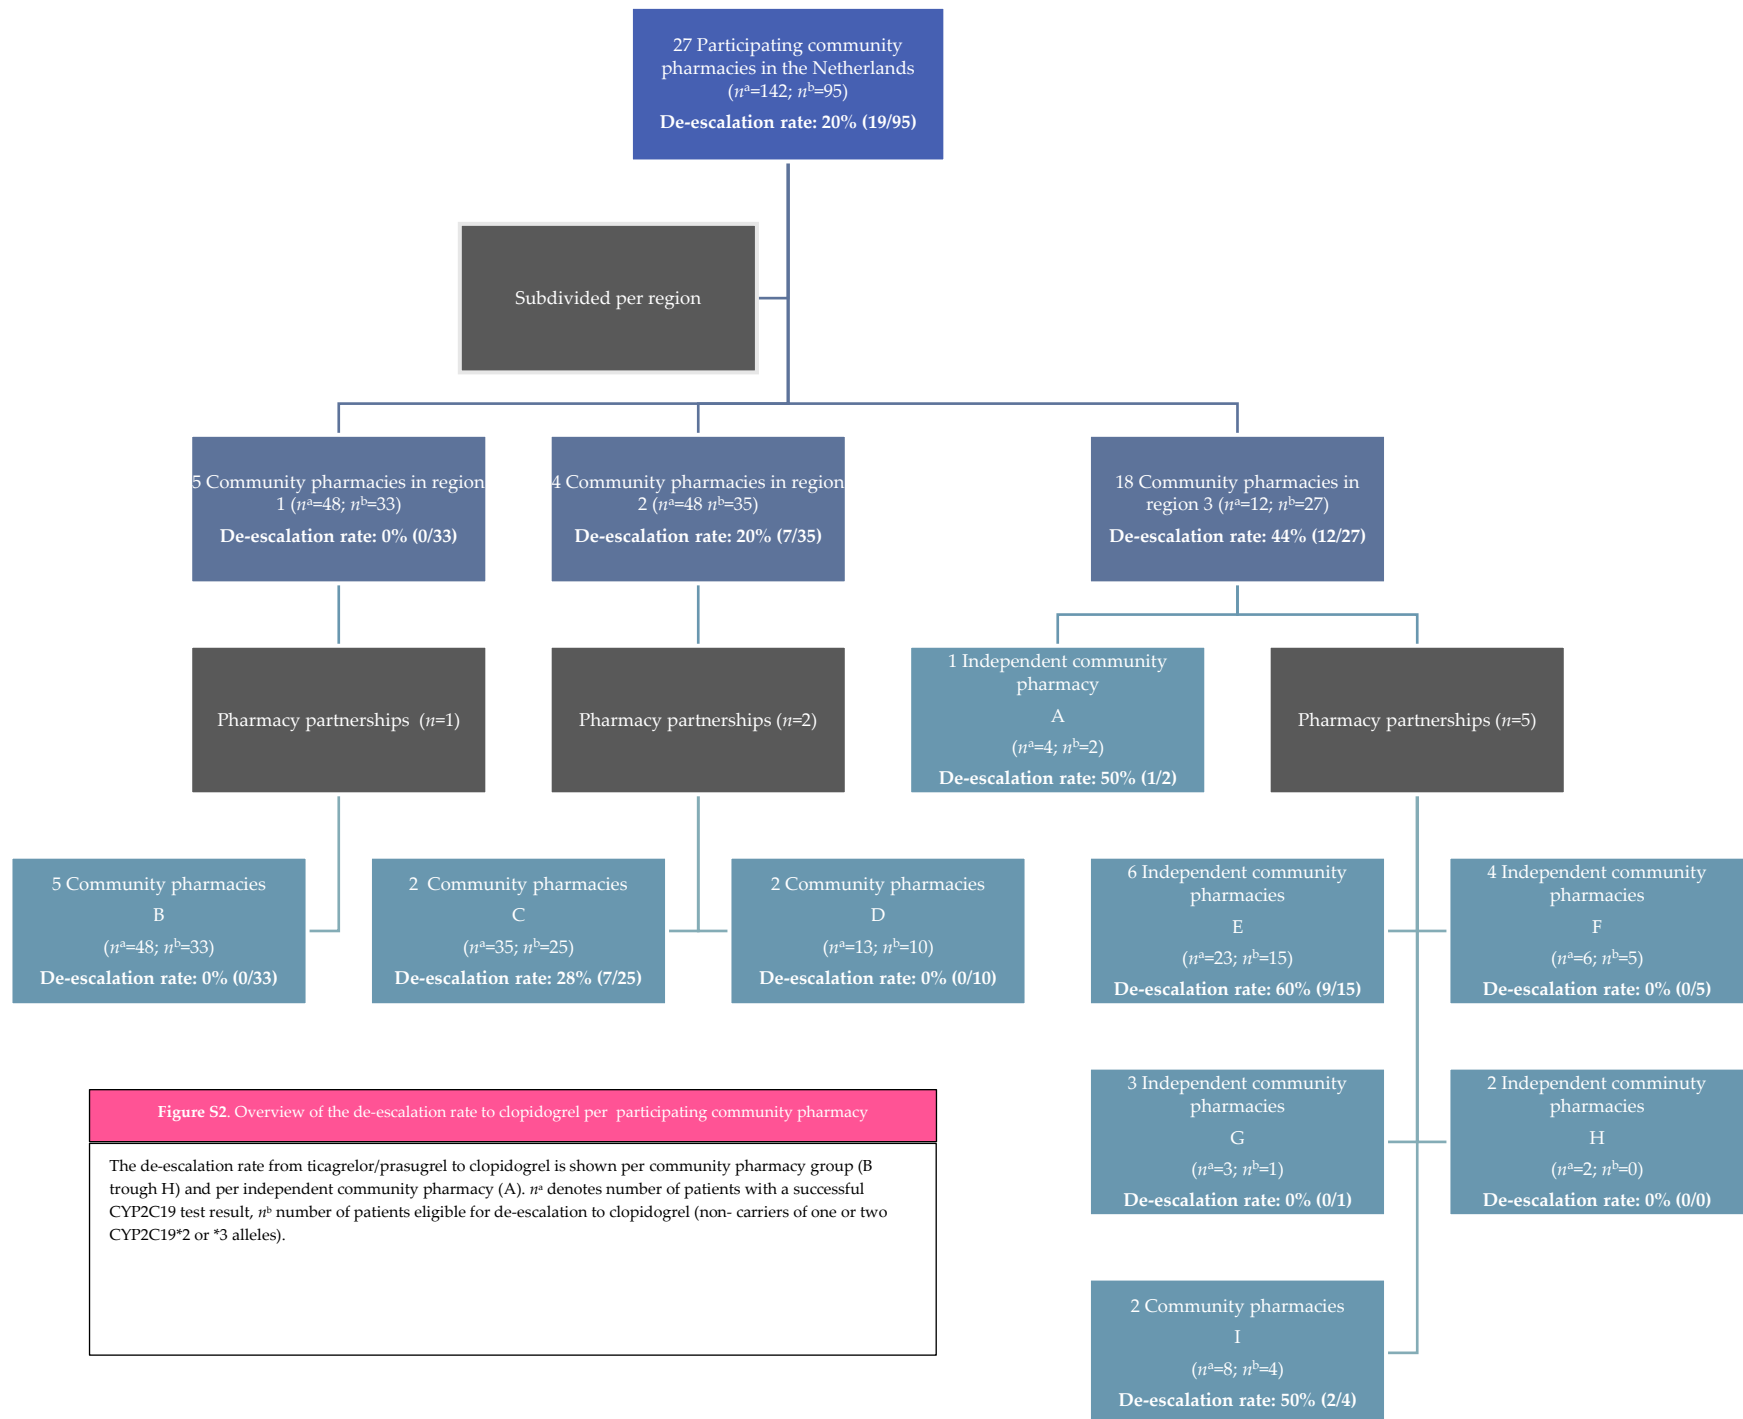 27 Participating community
pharmacies in the Netherlands
(nᵃ=142; nᵇ=95)
De-escalation rate: 20% (19/95)
Subdivided per region
5 Community pharmacies in region
1 (nᵃ=48; nᵇ=33)
De-escalation rate: 0% (0/33)
4 Community pharmacies in region
2 (nᵃ=48 nᵇ=35)
De-escalation rate: 20% (7/35)
18 Community pharmacies in
region 3 (nᵃ=12; nᵇ=27)
De-escalation rate: 44% (12/27)
Pharmacy partnerships (n=1)
Pharmacy partnerships (n=2)
1 Independent community
pharmacy
A
(nᵃ=4; nᵇ=2)
De-escalation rate: 50% (1/2)
Pharmacy partnerships (n=5)
5 Community pharmacies
B
(nᵃ=48; nᵇ=33)
De-escalation rate: 0% (0/33)
2 Community pharmacies
C
(nᵃ=35; nᵇ=25)
De-escalation rate: 28% (7/25)
2 Community pharmacies
D
(nᵃ=13; nᵇ=10)
De-escalation rate: 0% (0/10)
6 Independent community
pharmacies
E
(nᵃ=23; nᵇ=15)
De-escalation rate: 60% (9/15)
4 Independent community
pharmacies
F
(nᵃ=6; nᵇ=5)
De-escalation rate: 0% (0/5)
3 Independent community
pharmacies
G
(nᵃ=3; nᵇ=1)
De-escalation rate: 0% (0/1)
2 Independent comminuty
pharmacies
H
(nᵃ=2; nᵇ=0)
De-escalation rate: 0% (0/0)
2 Community pharmacies
I
(nᵃ=8; nᵇ=4)
De-escalation rate: 50% (2/4)
Figure S2. Overview of the de-escalation rate to clopidogrel per participating community pharmacy
The de-escalation rate from ticagrelor/prasugrel to clopidogrel is shown per community pharmacy group (B
trough H) and per independent community pharmacy (A). nᵃ denotes number of patients with a successful
CYP2C19 test result, nᵇ number of patients eligible for de-escalation to clopidogrel (non- carriers of one or two
CYP2C19*2 or *3 alleles).